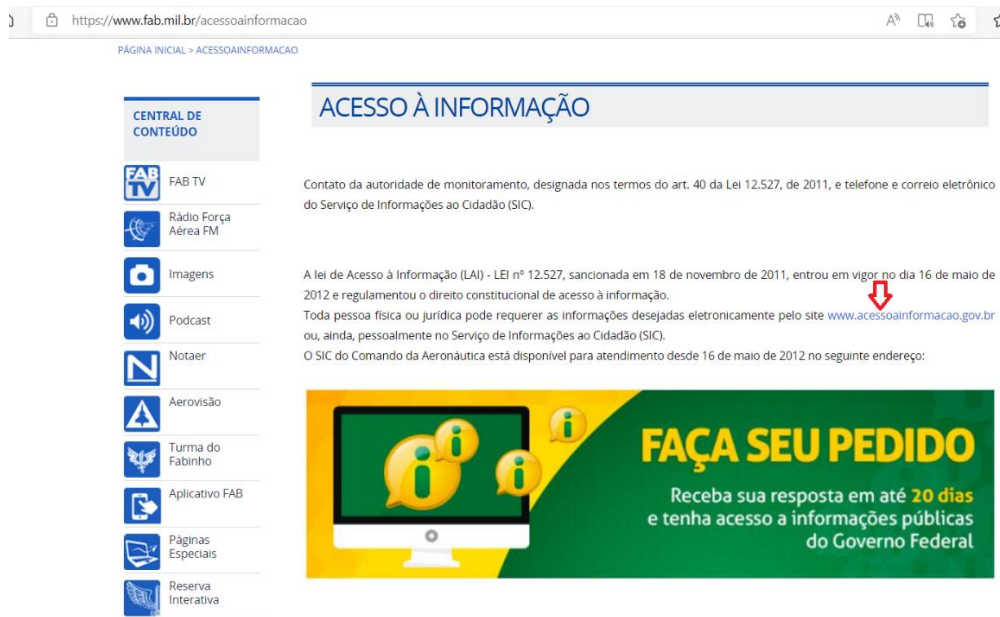 https://www.fab.mil.br/acessoainformacao
PÁGINA INICIAL > ACESSOAINFORMACAO
CENTRAL DE
CONTEÚDO
FAB TV
FAB TV
Rádio Força
Aérea FM
Imagens
Podcast
N
Notaer
Aerovisão
Turma do
Fabinho
Aplicativo FAB
Páginas
Especiais
Reserva
Interativa
ACESSO À INFORMAÇÃO
Contato da autoridade de monitoramento, designada nos termos do art. 40 da Lei 12.527, de 2011, e telefone e correio eletrônico
do Serviço de Informações ao Cidadão (SIC).
A lei de Acesso à Informação (LAI) - LEI nº 12.527, sancionada em 18 de novembro de 2011, entrou em vigor no dia 16 de maio de
2012 e regulamentou o direito constitucional de acesso à informação.
Toda pessoa física ou jurídica pode requerer as informações desejadas eletronicamente pelo site www.acessoainformacao.gov.br
ou, ainda, pessoalmente no Serviço de Informações ao Cidadão (SIC).
O SIC do Comando da Aeronáutica está disponível para atendimento desde 16 de maio de 2012 no seguinte endereço:
i i i i
FAÇA SEU PEDIDO
Receba sua resposta em até 20 dias
e tenha acesso a informações públicas
do Governo Federal